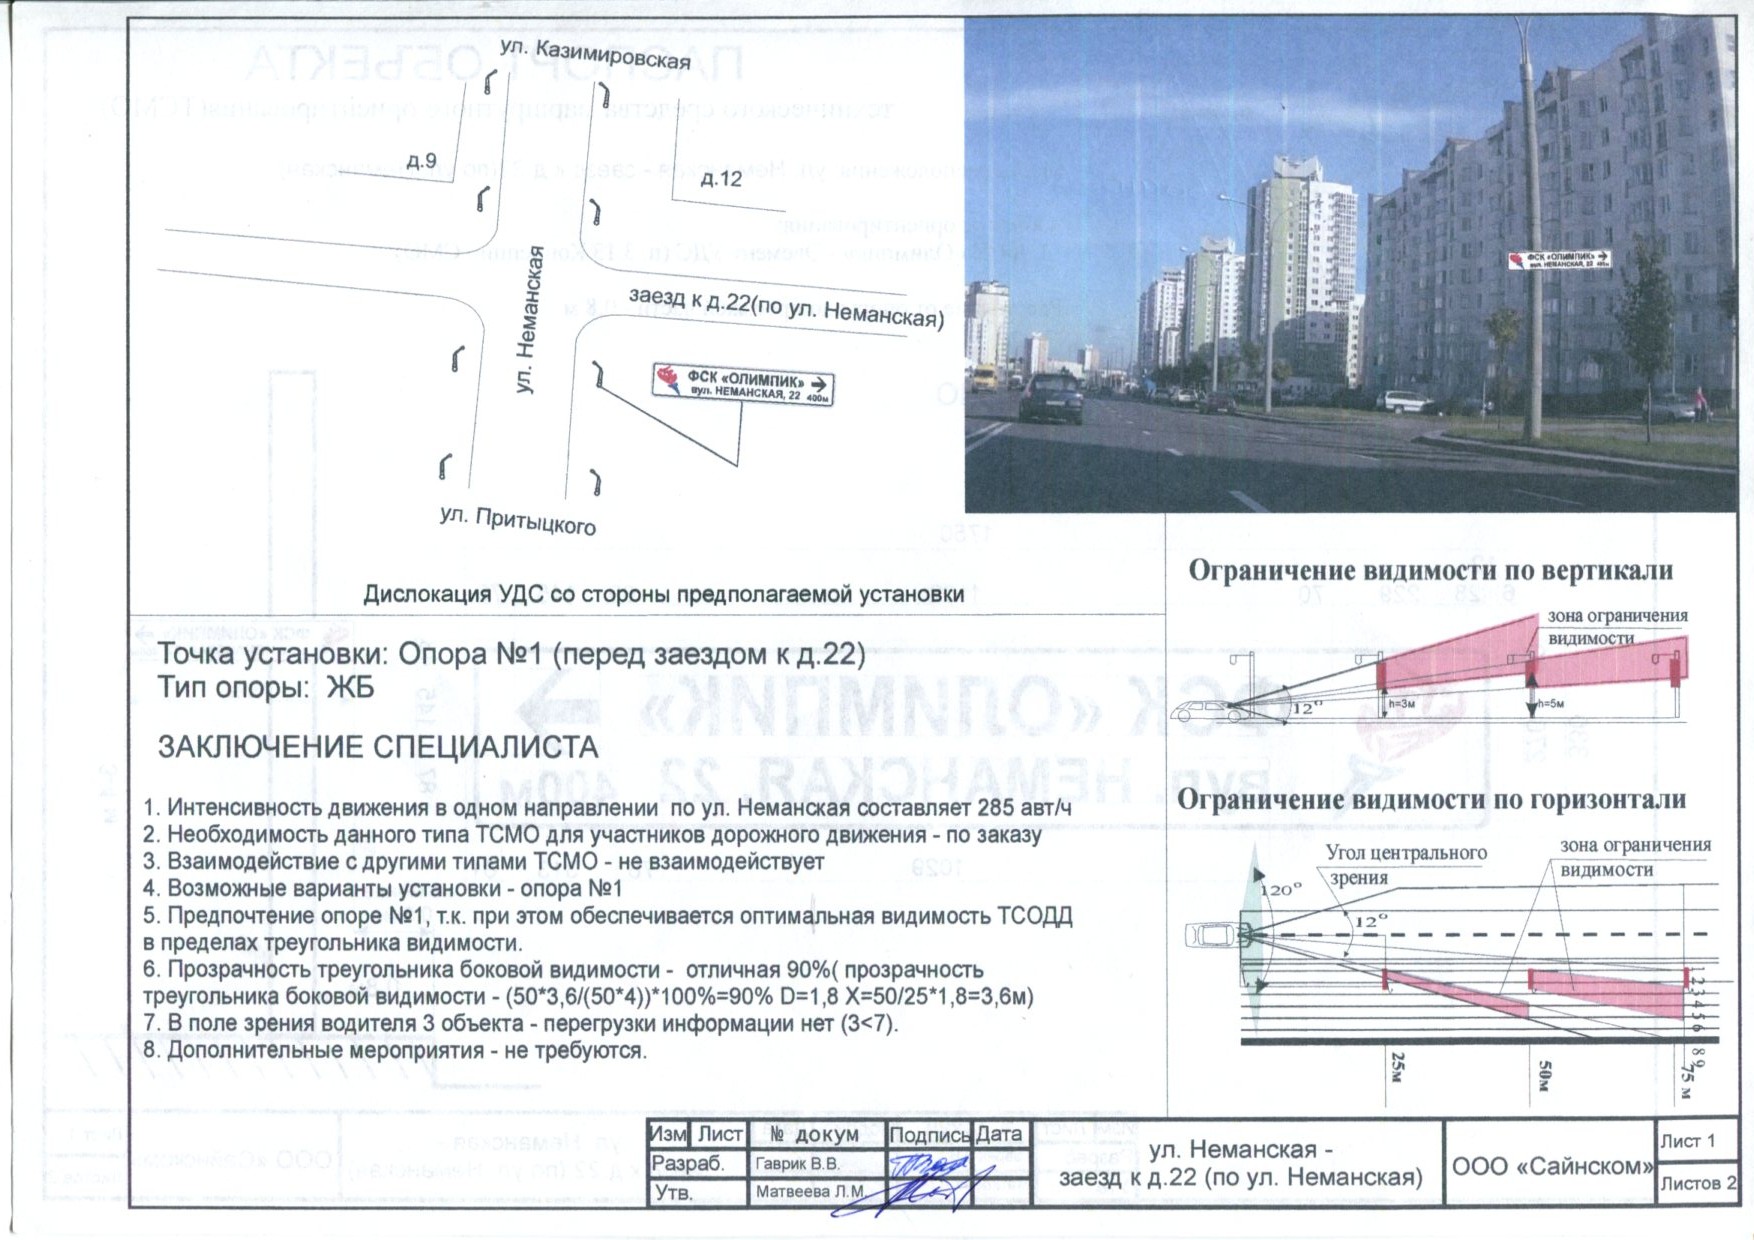 ул. Казимировская
д.9
д.12
ул. Неманская
заезд к д.22(по ул. Неманская)
ФСК «ОЛИМПИК»
вул. НЕМАНСКАЯ, 22 400м
ул. Притыцкого
Дислокация УДС со стороны предполагаемой установки
ФСК «ОЛИМПИК»
вул. НЕМАНСКАЯ, 22 400м
Точка установки: Опора №1 (перед заездом к д.22)
Тип опоры: ЖБ
ЗАКЛЮЧЕНИЕ СПЕЦИАЛИСТА
1. Интенсивность движения в одном направлении по ул. Неманская составляет 285 авт/ч
2. Необходимость данного типа ТСМО для участников дорожного движения - по заказу
3. Взаимодействие с другими типами ТСМО - не взаимодействует
4. Возможные варианты установки - опора №1
5. Предпочтение опоре №1, т.к. при этом обеспечивается оптимальная видимость ТСОДД
в пределах треугольника видимости.
6. Прозрачность треугольника боковой видимости - отличная 90%( прозрачность
треугольника боковой видимости - (50*3,6/(50*4))*100%=90% D=1,8 X=50/25*1,8=3,6м)
7. В поле зрения водителя 3 объекта - перегрузки информации нет (3<7).
8. Дополнительные мероприятия - не требуются.
Ограничение видимости по вертикали
зона ограничения
видимости
12°
h=3м
h=5м
Ограничение видимости по горизонтали
Угол центрального
зрения
зона ограничения
видимости
120°
12°
1 2 3 4 5 6
8 9
25м
50м
75 м
Изм Лист № докум Подпись Дата
Разраб. Гаврик В.В.
Утв. Матвеева Л.М.
ул. Неманская -
заезд к д.22 (по ул. Неманская)
ООО «Сайнском»
Лист 1
Листов 2